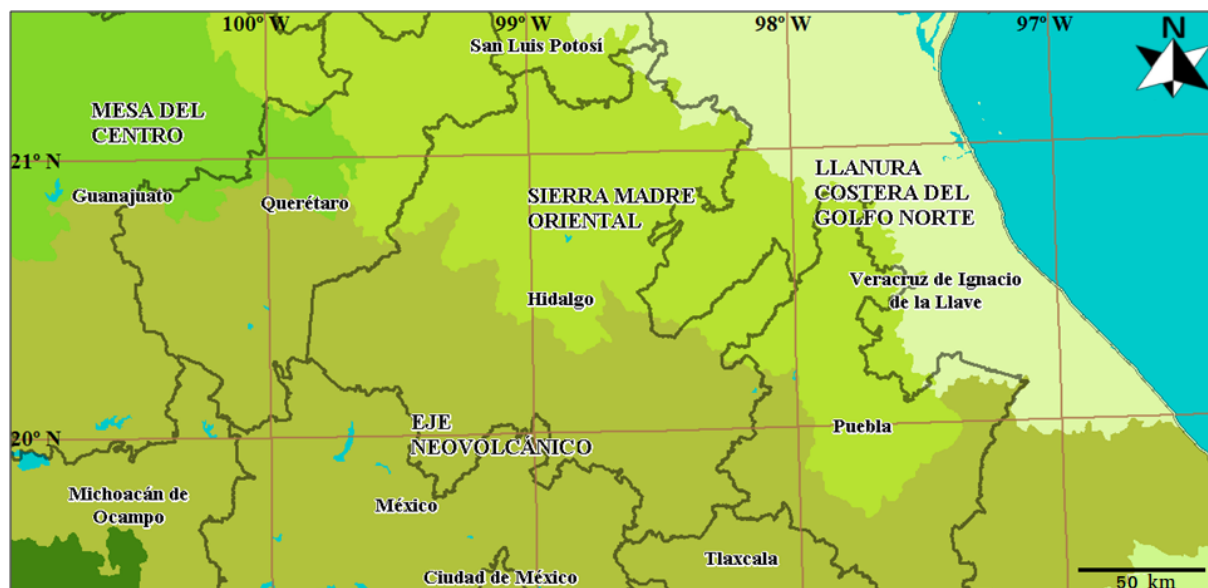 100° W
99° W
98° W
97° W
N
San Luis Potosí
MESA DEL
CENTRO
21° N
Guanajuato
Querétaro
SIERRA MADRE
ORIENTAL
LLANURA
COSTERA DEL
GOLFO NORTE
Hidalgo
Veracruz de Ignacio
de la Llave
20° N
EJE
NEOVOLCÁNICO
Puebla
Michoacán de
Ocampo
México
Tlaxcala
Ciudad de México
50 km